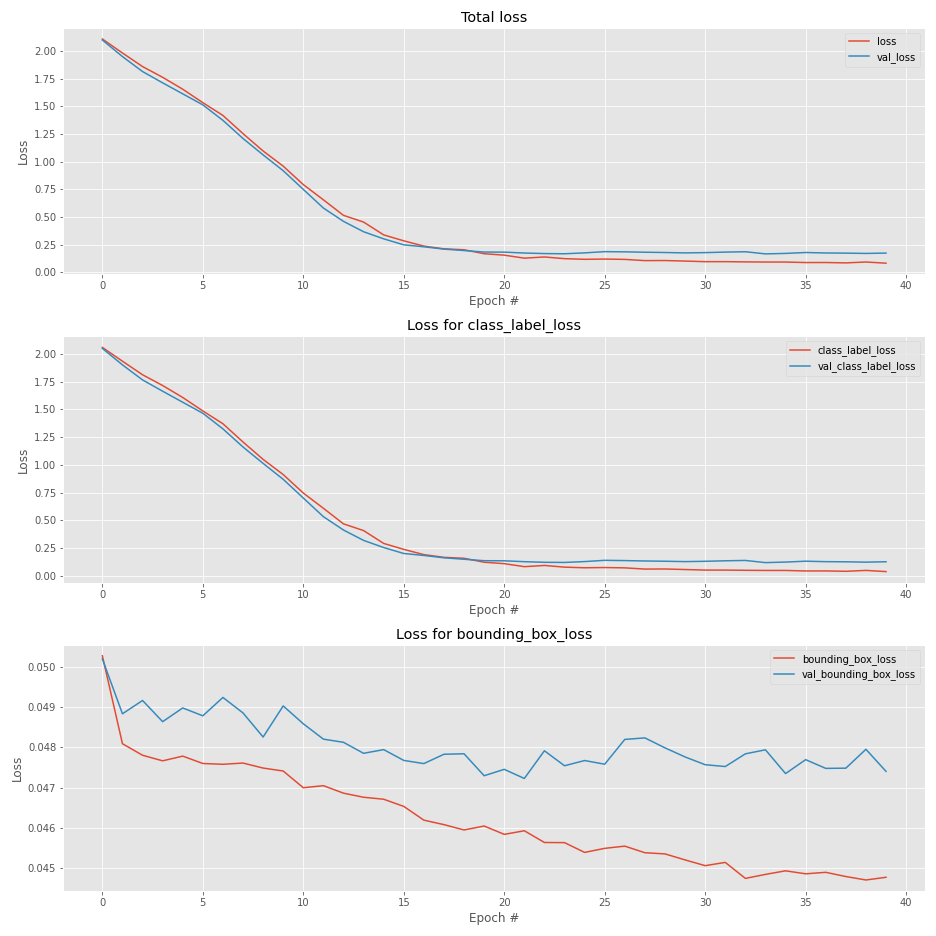 Total loss
loss
val_loss
2.00
1.75
1.50
1.25
1.00
0.75
0.50
0.25
0.00
Loss
0 5 10 15 20 25 30 35 40
Epoch #
Loss for class_label_loss
class_label_loss
val_class_label_loss
2.00
1.75
1.50
1.25
1.00
0.75
0.50
0.25
0.00
Loss
0 5 10 15 20 25 30 35 40
Epoch #
Loss for bounding_box_loss
bounding_box_loss
val_bounding_box_loss
0.050
0.049
0.048
0.047
0.046
0.045
Loss
0 5 10 15 20 25 30 35 40
Epoch #